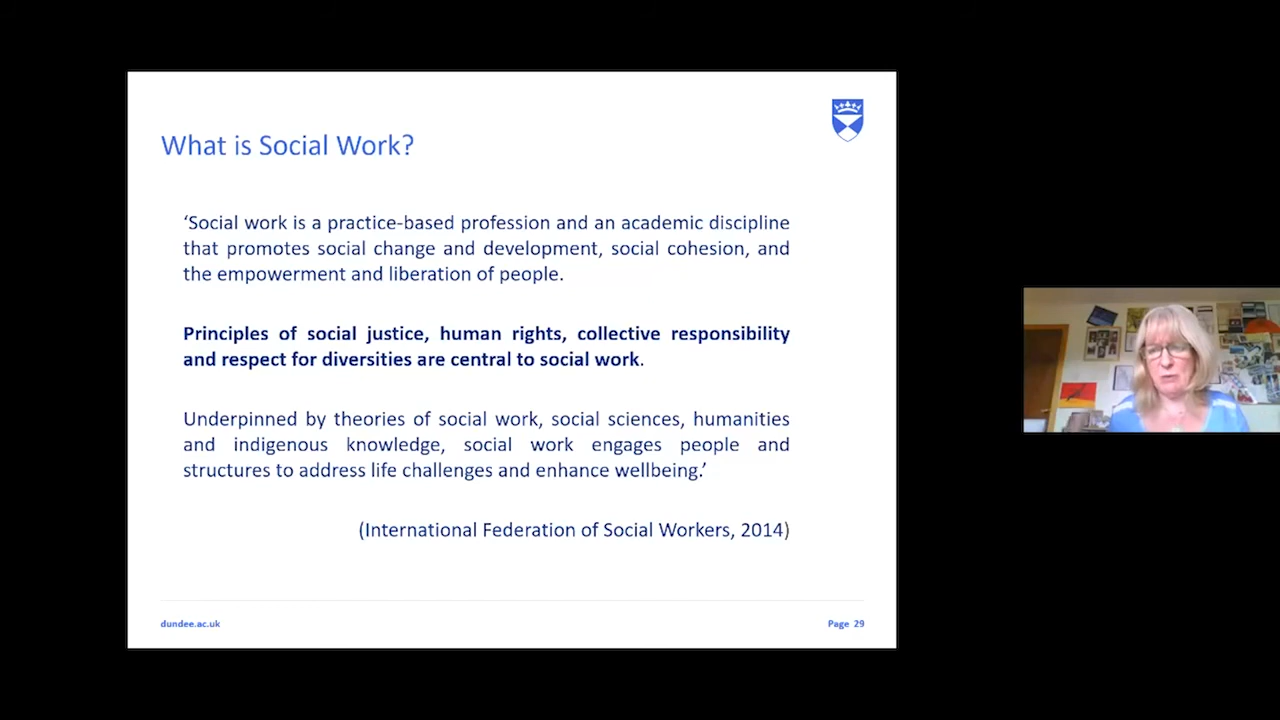 What is Social Work?
‘Social work is a practice-based profession and an academic discipline
that promotes social change and development, social cohesion, and
the empowerment and liberation of people.
Principles of social justice, human rights, collective responsibility
and respect for diversities are central to social work.
Underpinned by theories of social work, social sciences, humanities
and indigenous knowledge, social work engages people and
structures to address life challenges and enhance wellbeing.’
(International Federation of Social Workers, 2014)
dundee.ac.uk
Page 29